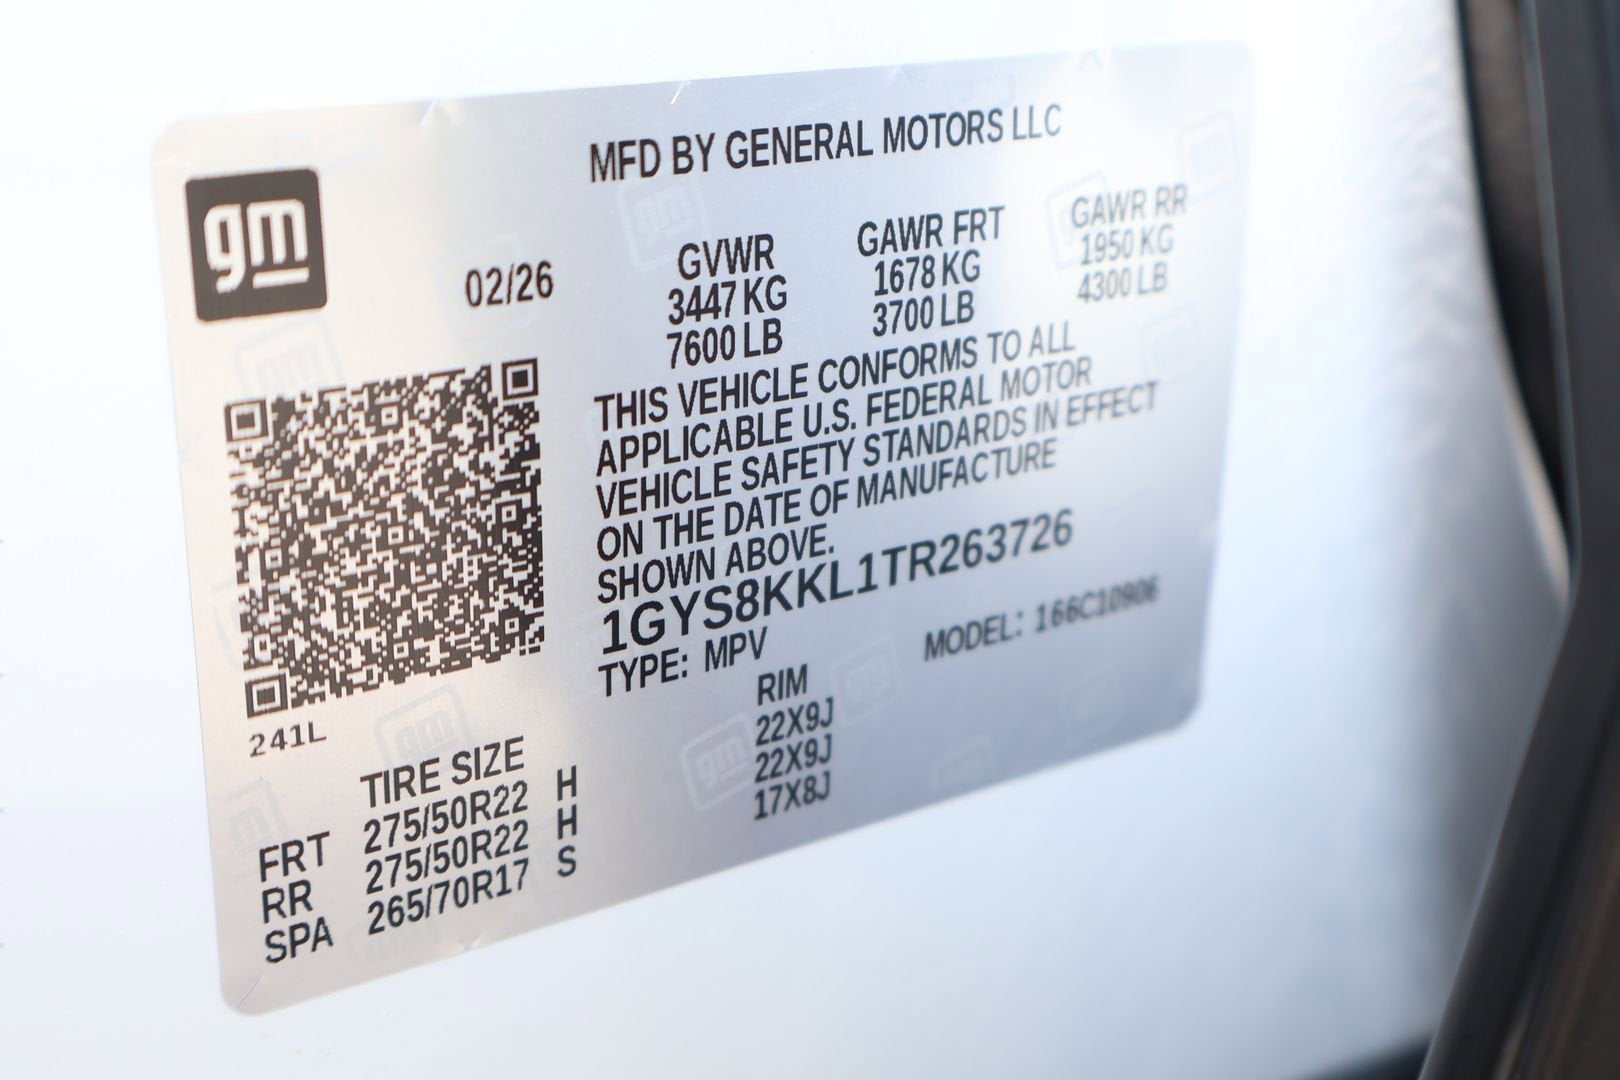 MFD BY GENERAL MOTORS LLC
gm
02/26
GVWR GAWR FRT GAWR RR
3447 KG 1678 KG 1950 KG
7600 LB 3700 LB 4300 LB
THIS VEHICLE CONFORMS TO ALL
APPLICABLE U.S. FEDERAL MOTOR
VEHICLE SAFETY STANDARDS IN EFFECT
ON THE DATE OF MANUFACTURE
SHOWN ABOVE.
1GYS8KKL1TR263726
TYPE: MPV MODEL: 166C10906
241L
TIRE SIZE RIM
FRT 275/50R22 H 22X9J
RR 275/50R22 H 22X9J
SPA 265/70R17 S 17X8J